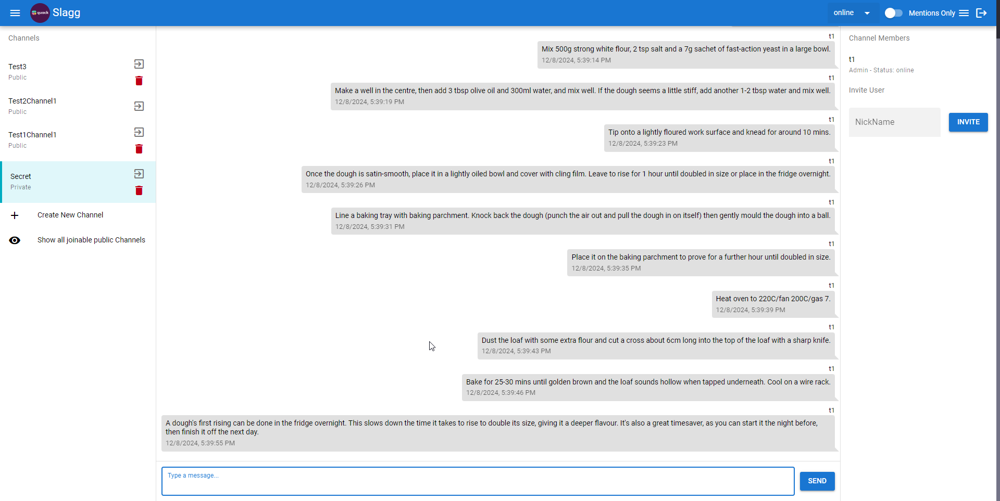 quack
Slagg
online
Mentions Only
Channels
Test3
Public
Test2Channel1
Public
Test1Channel1
Public
Secret
Private
Create New Channel
Show all joinable public Channels
t1
Mix 500g strong white flour, 2 tsp salt and a 7g sachet of fast-action yeast in a large bowl.
12/8/2024, 5:39:14 PM
t1
Make a well in the centre, then add 3 tbsp olive oil and 300ml water, and mix well. If the dough seems a little stiff, add another 1-2 tbsp water and mix well.
12/8/2024, 5:39:19 PM
t1
Tip onto a lightly floured work surface and knead for around 10 mins.
12/8/2024, 5:39:23 PM
t1
Once the dough is satin-smooth, place it in a lightly oiled bowl and cover with cling film. Leave to rise for 1 hour until doubled in size or place in the fridge overnight.
12/8/2024, 5:39:26 PM
t1
Line a baking tray with baking parchment. Knock back the dough (punch the air out and pull the dough in on itself) then gently mould the dough into a ball.
12/8/2024, 5:39:31 PM
t1
Place it on the baking parchment to prove for a further hour until doubled in size.
12/8/2024, 5:39:35 PM
t1
Heat oven to 220C/fan 200C/gas 7.
12/8/2024, 5:39:39 PM
t1
Dust the loaf with some extra flour and cut a cross about 6cm long into the top of the loaf with a sharp knife.
12/8/2024, 5:39:43 PM
t1
Bake for 25-30 mins until golden brown and the loaf sounds hollow when tapped underneath. Cool on a wire rack.
12/8/2024, 5:39:46 PM
t1
A dough's first rising can be done in the fridge overnight. This slows down the time it takes to rise to double its size, giving it a deeper flavour. It's also a great timesaver, as you can start it the night before,
then finish it off the next day.
12/8/2024, 5:39:55 PM
Type a message...
SEND
Channel Members
t1
Admin - Status: online
Invite User
NickName
INVITE